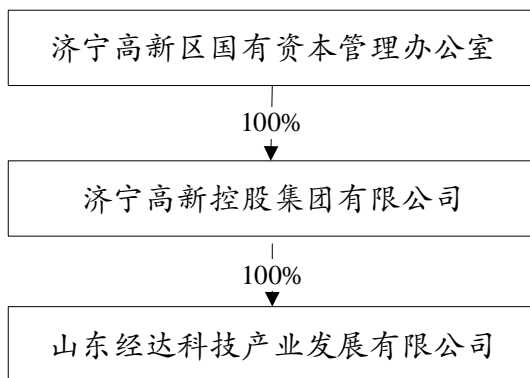 济宁高新区国有资本管理办公室
100%
济宁高新控股集团有限公司
100%
山东经达科技产业发展有限公司